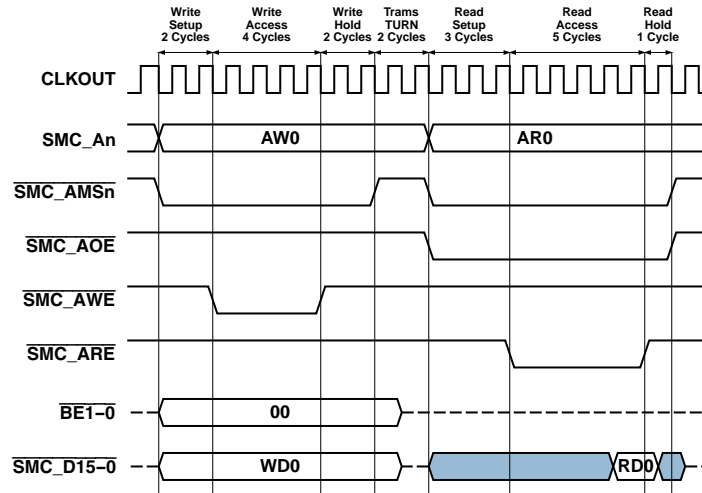 Write
Setup
2 Cycles
Write
Access
4 Cycles
Write
Hold
2 Cycles
Trams
TURN
2 Cycles
Read
Setup
3 Cycles
Read
Access
5 Cycles
Read
Hold
1 Cycle
CLKOUT
SMC_An
AW0
AR0
SMC_AMSn
SMC_AOE
SMC_AWE
SMC_ARE
BE1–0
00
SMC_D15-0
WD0
RD0